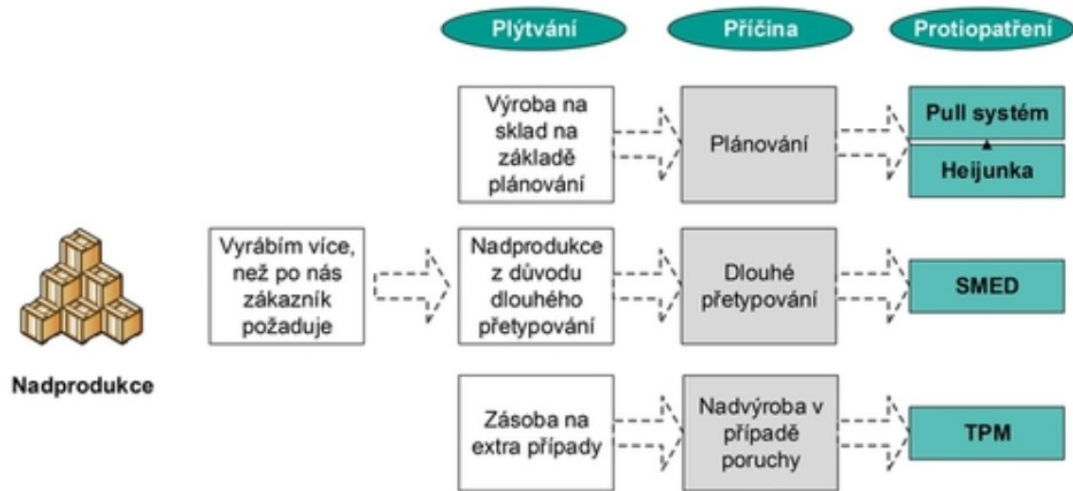 Plýtvání
Příčina
Protiopatření
Výroba na
sklad na
základě
plánování
Plánování
Pull systém
Heijunka
Vyrábím více,
než po nás
zákazník
požaduje
Nadprodukce
z důvodu
dlouhého
přetypování
Dlouhé
přetypování
SMED
Nadprodukce
Zásoba na
extra případy
Nadvýroba v
případě
poruchy
TPM